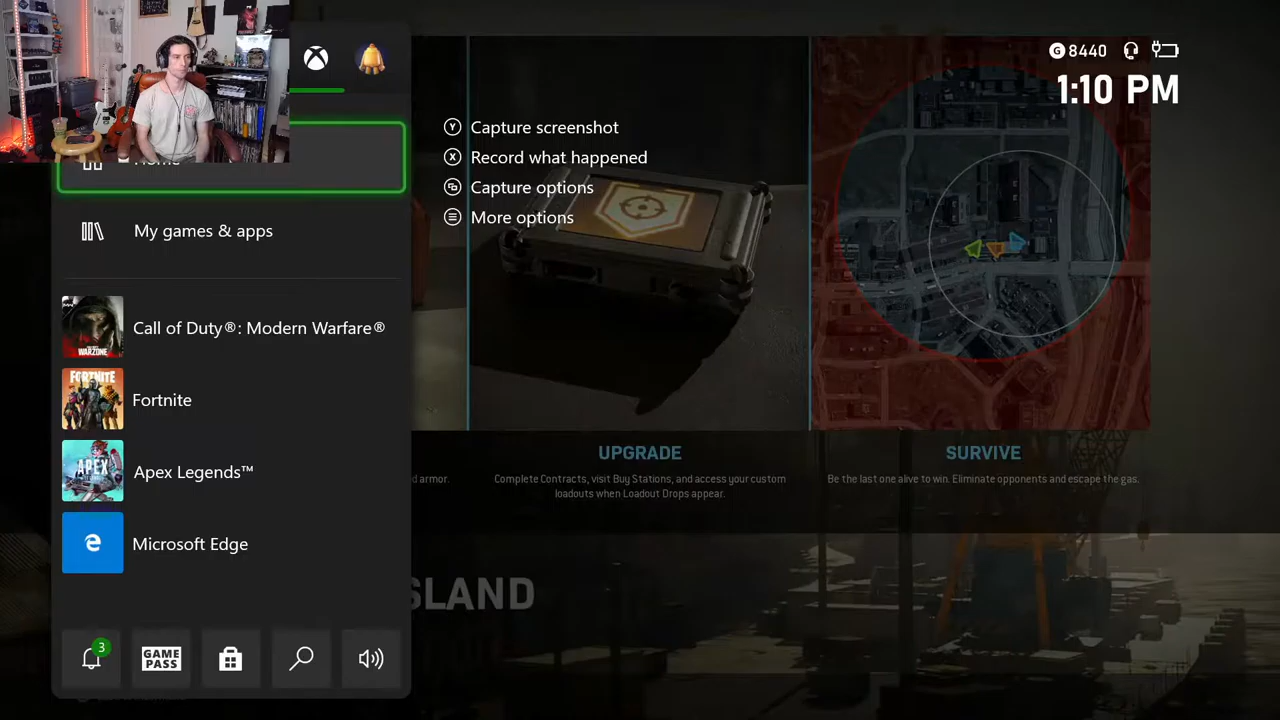 G 8440
1:10 PM
Home
My games & apps
Call of Duty®: Modern Warfare®
FORTNITE
Fortnite
APEX
Apex Legends™
Microsoft Edge
3
GAME PASS
Y Capture screenshot
X Record what happened
Capture options
More options
d armor.
UPGRADE
Complete Contracts, visit Buy Stations, and access your custom
loadouts when Loadout Drops appear.
SURVIVE
Be the last one alive to win. Eliminate opponents and escape the gas.
SLAND